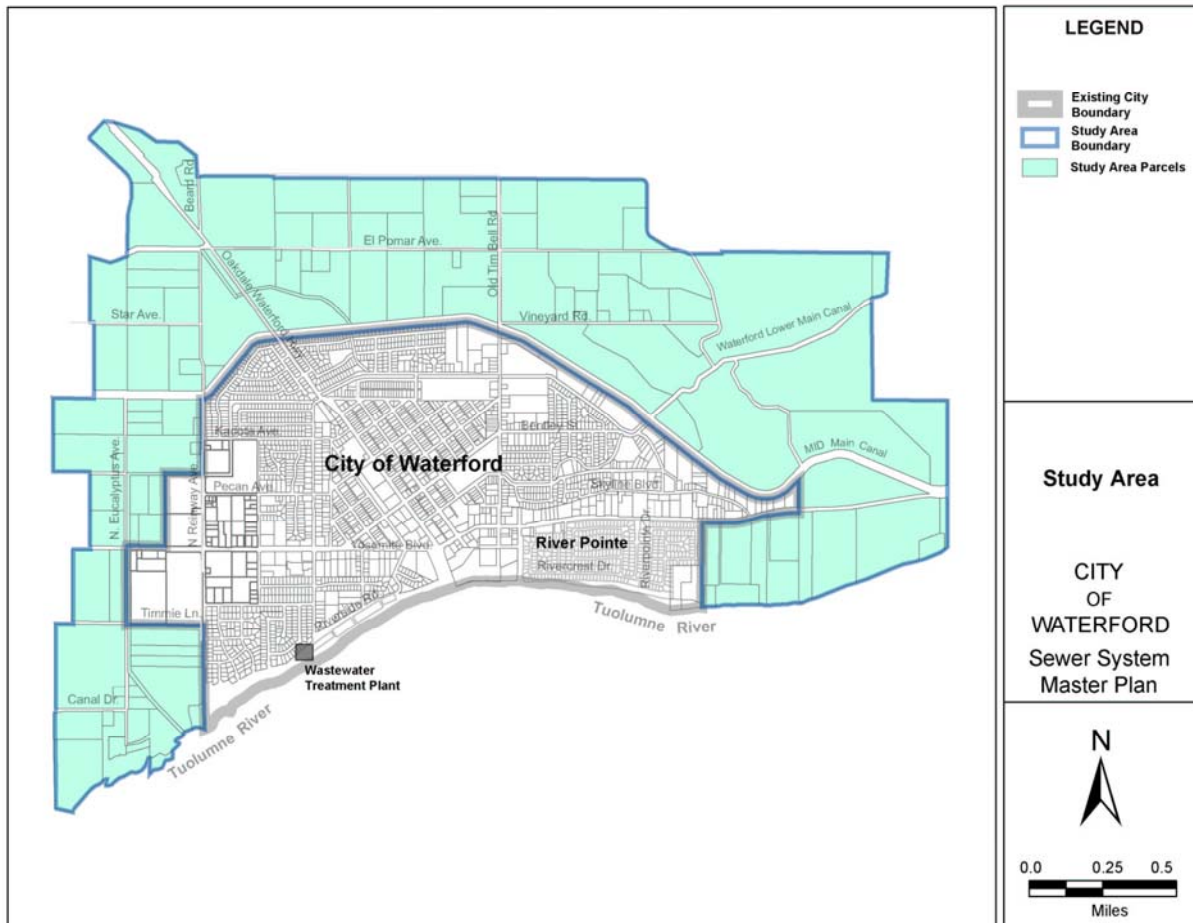 LEGEND
Existing City
Boundary
Study Area
Boundary
Study Area Parcels
Study Area
CITY
OF
WATERFORD
Sewer System
Master Plan
N
0.0 0.25 0.5
Miles
Beard Rd
El Pomar Ave.
Old Tim Bell Rd
Oakdale Waterford Hwy
Star Ave.
Vineyard Rd.
Waterford Lower Main Canal
Kadota Ave.
Bentley St
City of Waterford
MID Main Canal
N. Eucalyptus Ave.
N Reinway Ave.
Pecan Ave.
Skyline Blvd
Yosemite Blvd
River Pointe
Riverpointe Dr.
Rivercrest Dr.
Timmie Ln.
Riverside Rd.
Tuolumne River
Wastewater
Treatment Plant
Canal Dr.
Tuolumne River